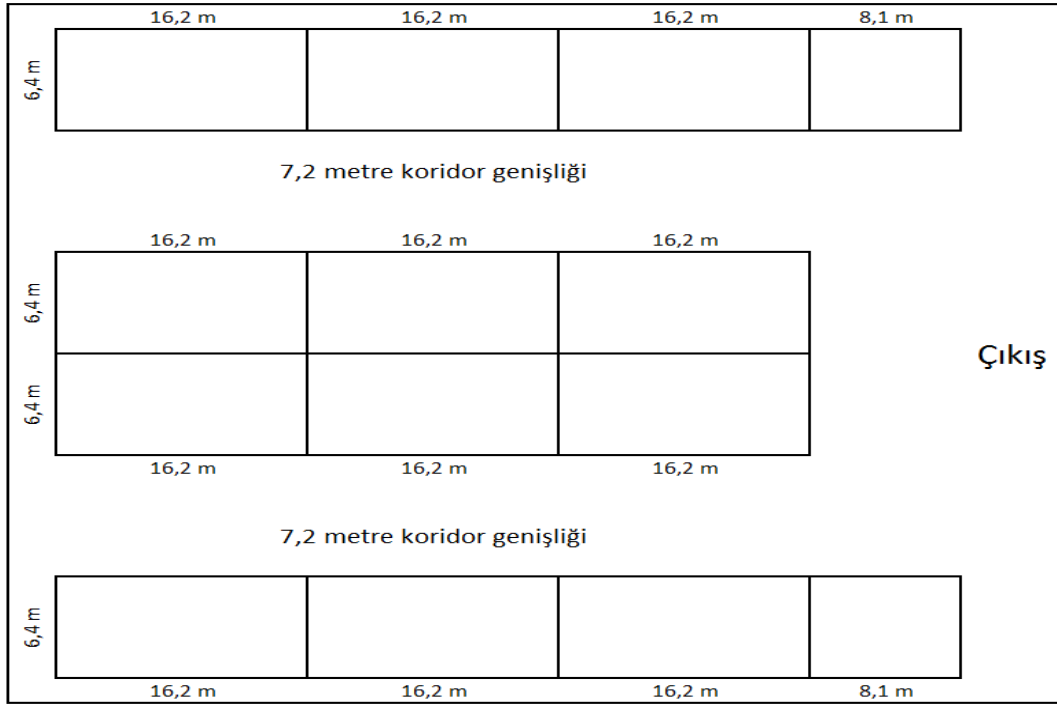 16,2 m 16,2 m 16,2 m 8,1 m
6,4 m
7,2 metre koridor genişliği
16,2 m 16,2 m 16,2 m
6,4 m
Çıkış
6,4 m
16,2 m 16,2 m 16,2 m
7,2 metre koridor genişliği
6,4 m
16,2 m 16,2 m 16,2 m 8,1 m